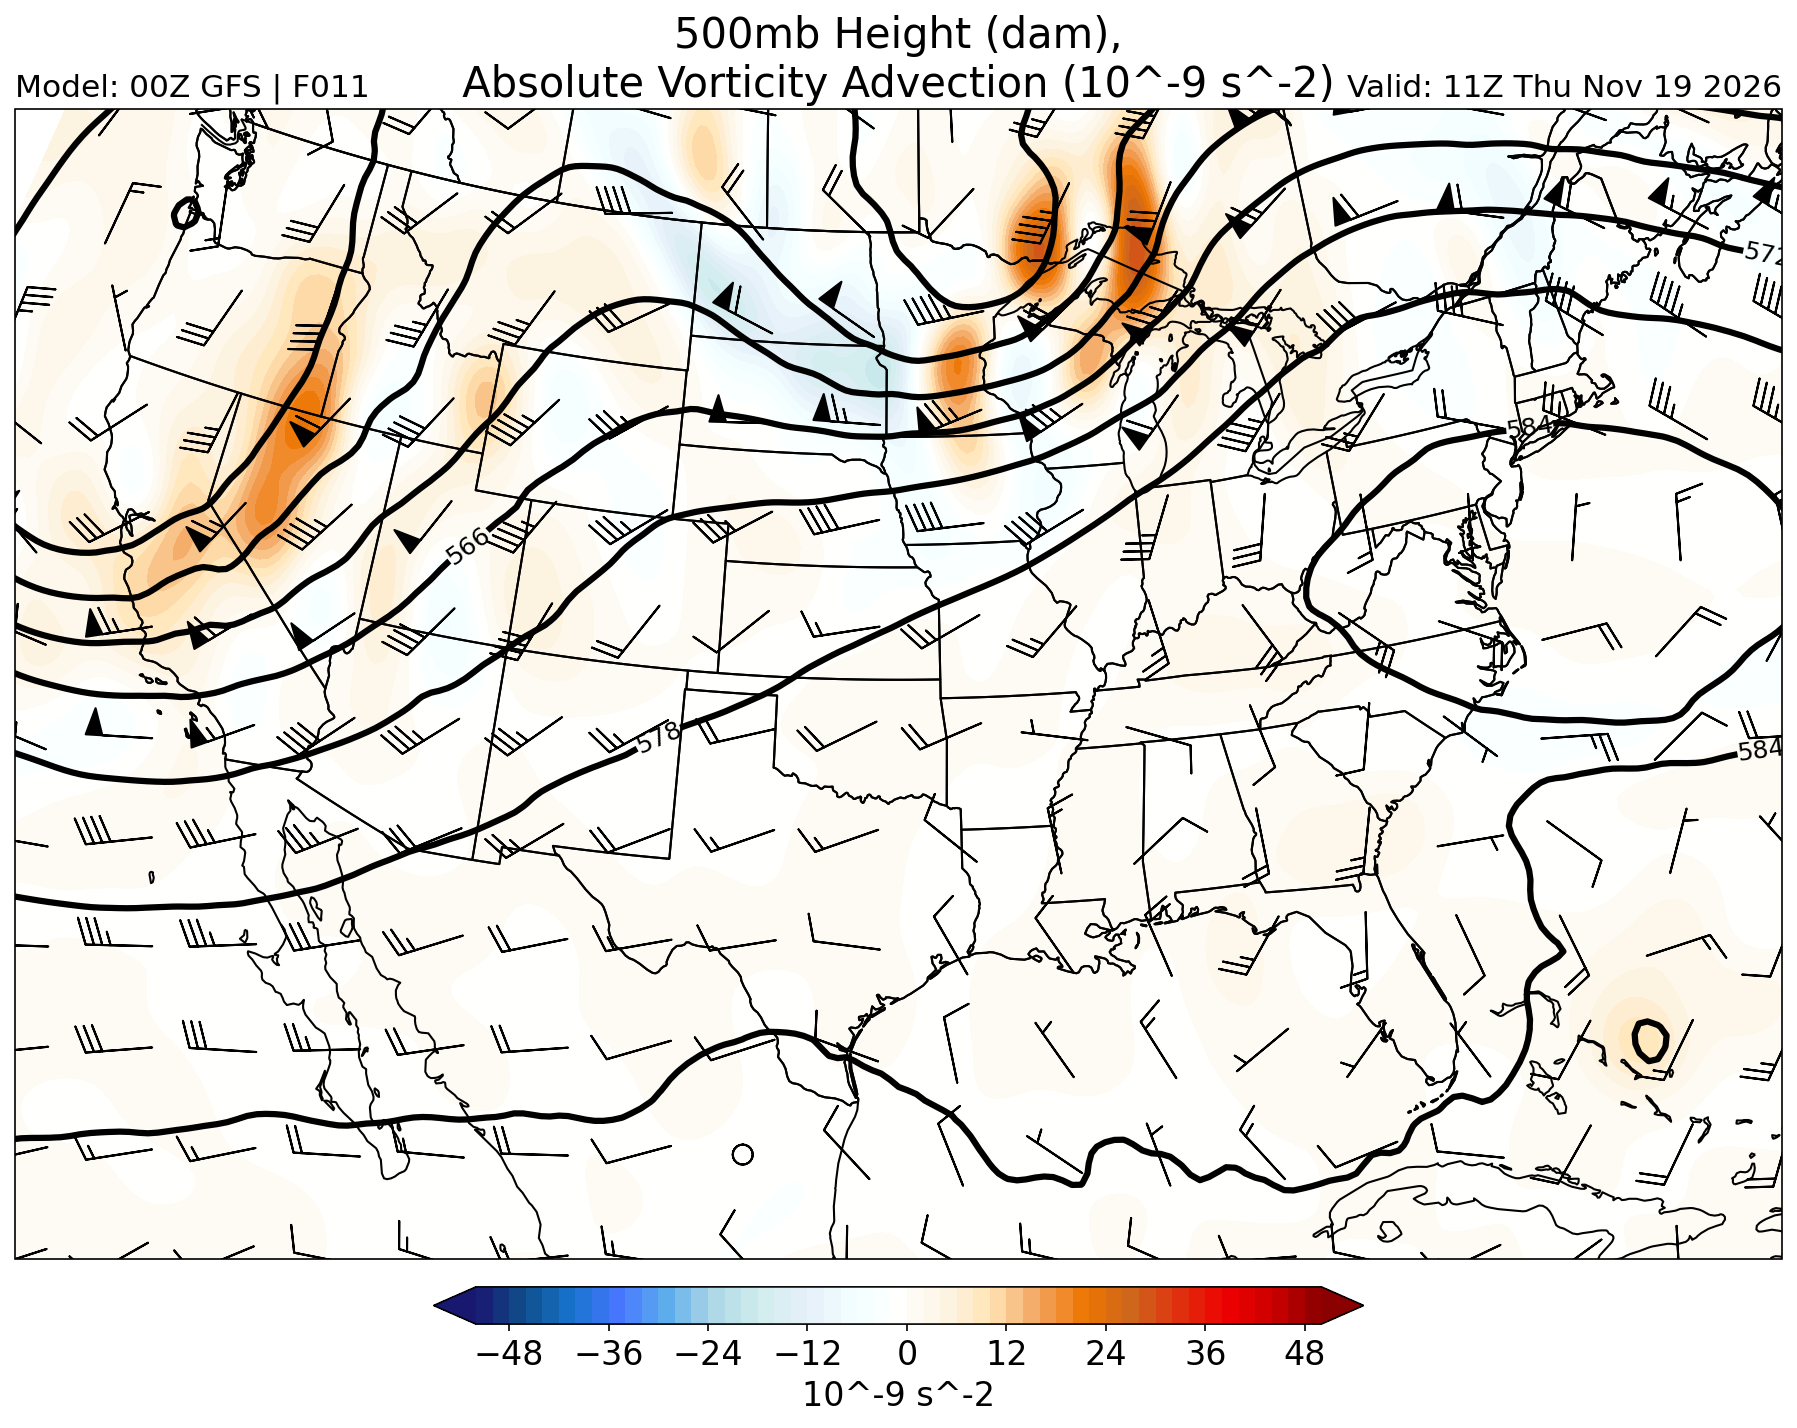 500mb Height (dam),
Model: 00Z GFS | F011
Absolute Vorticity Advection (10^-9 s^-2)
Valid: 11Z Thu Nov 19 2026
572
584
566
578
584
−48 −36 −24 −12 0 12 24 36 48
10^-9 s^-2